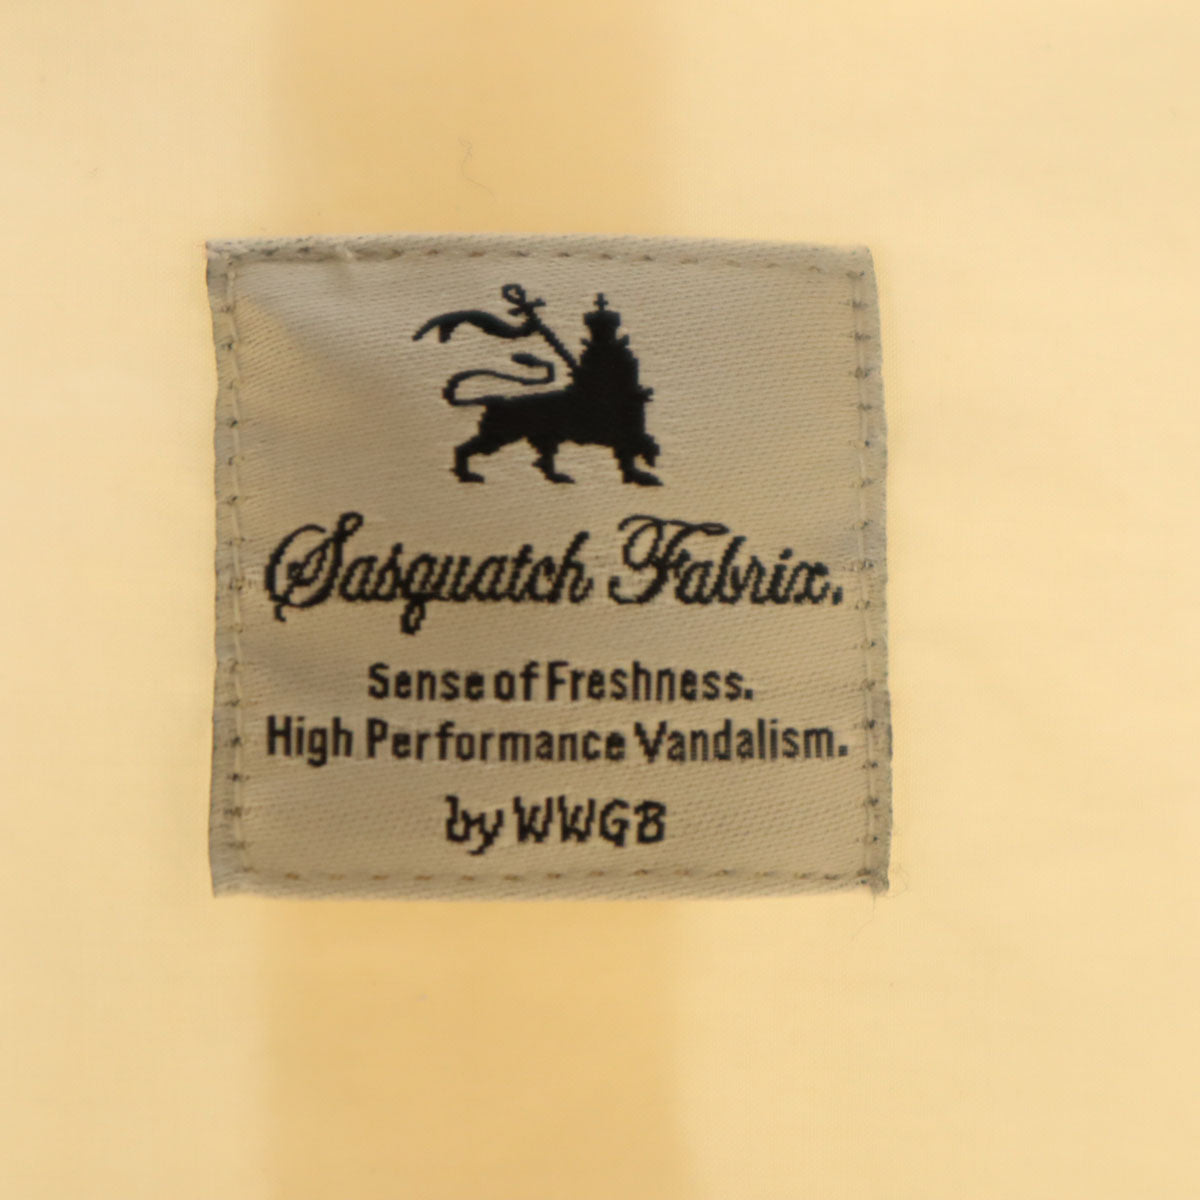 Sasquatch Fabrix.
Sense of Freshness.
High Performance Vandalism.
by WWGB